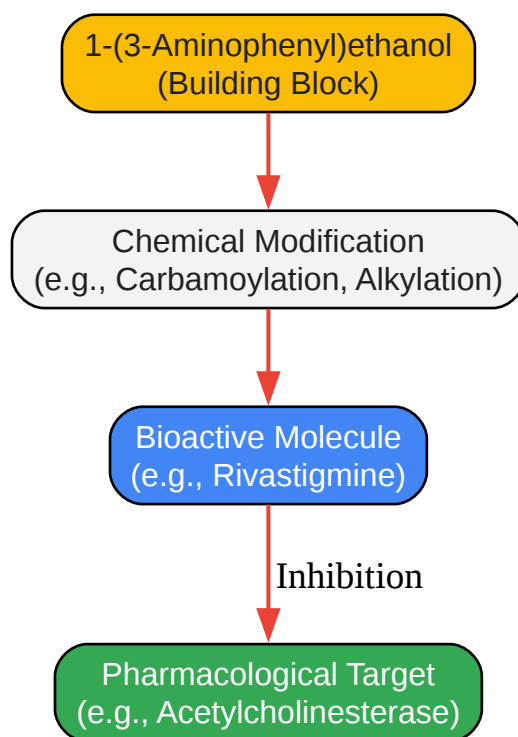 1-(3-Aminophenyl)ethanol
(Building Block)
Chemical Modification
(e.g., Carbamoylation, Alkylation)
Bioactive Molecule
(e.g., Rivastigmine)
Inhibition
Pharmacological Target
(e.g., Acetylcholinesterase)